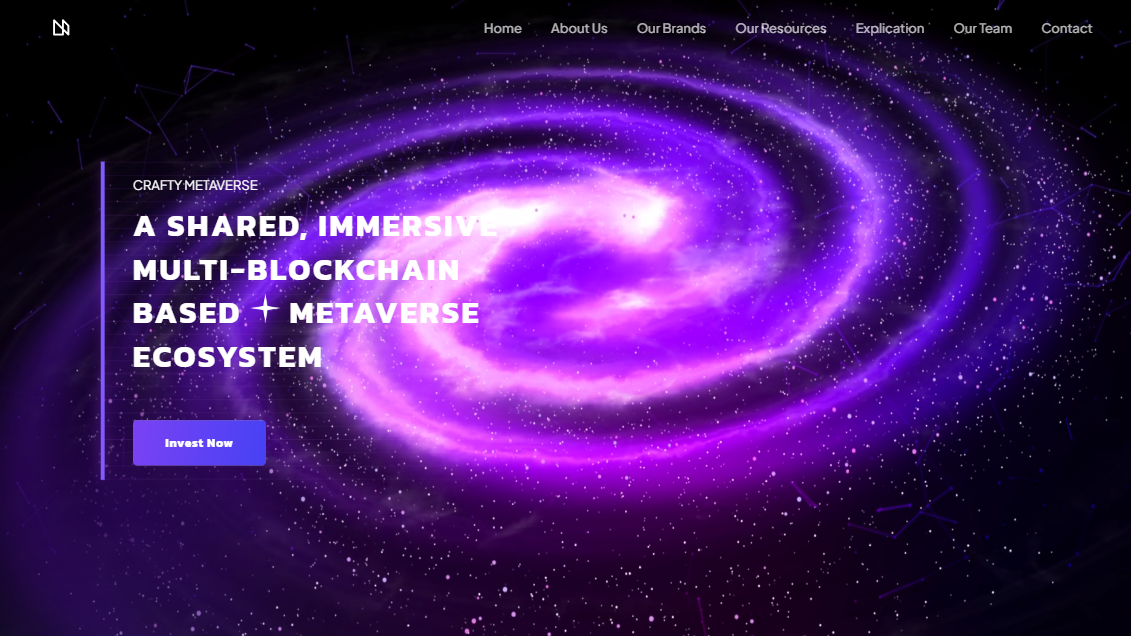 Home About Us Our Brands Our Resources Explication Our Team Contact
CRAFTY METAVERSE
A SHARED, IMMERSIVE
MULTI-BLOCKCHAIN
BASED METAVERSE
ECOSYSTEM
Invest Now